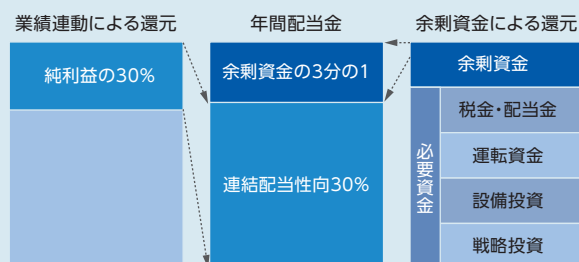 業績連動による還元
純利益の30%
年間配当金
余剰資金の3分の1
連結配当性向30%
余剰資金による還元
余剰資金
必要資金
税金・配当金
運転資金
設備投資
戦略投資